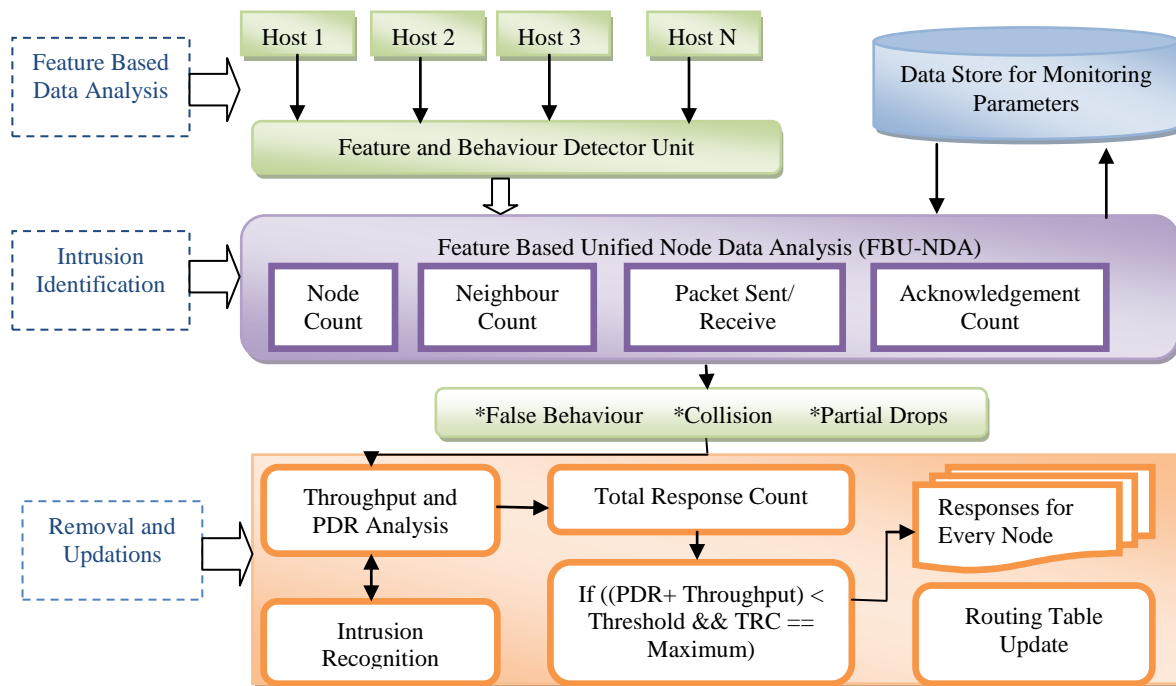 Host 1
Host 2
Host 3
Host N
Feature Based
Data Analysis
Data Store for Monitoring
Parameters
Feature and Behaviour Detector Unit
Intrusion
Identification
Feature Based Unified Node Data Analysis (FBU-NDA)
Node
Count
Neighbour
Count
Packet Sent/
Receive
Acknowledgement
Count
*False Behaviour *Collision *Partial Drops
Removal and
Updations
Throughput and
PDR Analysis
Total Response Count
Responses for
Every Node
Intrusion
Recognition
If ((PDR+ Throughput) <
Threshold && TRC ==
Maximum)
Routing Table
Update